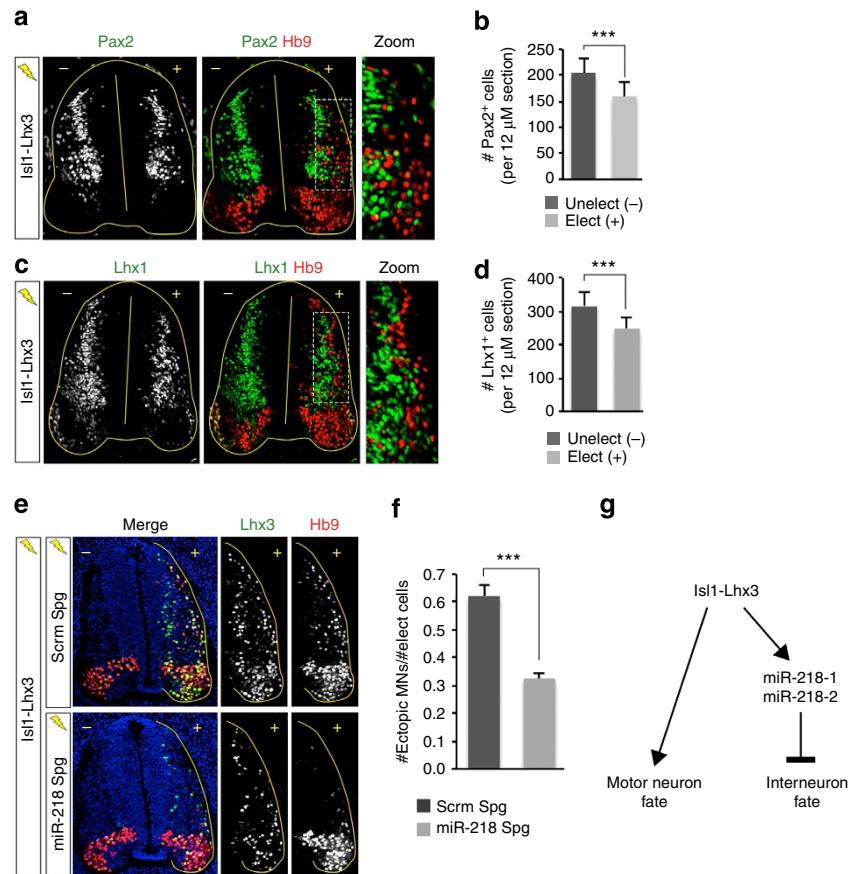 a
Pax2
Pax2 Hb9
Zoom
Isl1-Lhx3
–
+
–
+
b
***
# Pax2⁺ cells
(per 12 μM section)
250
200
150
100
50
0
Unelect (–)
Elect (+)
c
Lhx1
Lhx1 Hb9
Zoom
Isl1-Lhx3
–
+
–
+
d
***
# Lhx1⁺ cells
(per 12 μM section)
400
300
200
100
0
Unelect (–)
Elect (+)
e
Merge
Lhx3
Hb9
Isl1-Lhx3
Scrm Spg
–
+
+
+
miR-218 Spg
–
+
+
+
f
***
#Ectopic MNs/#elect cells
0.7
0.6
0.5
0.4
0.3
0.2
0.1
0.0
Scrm Spg
miR-218 Spg
g
Isl1-Lhx3
miR-218-1
miR-218-2
Motor neuron
fate
Interneuron
fate